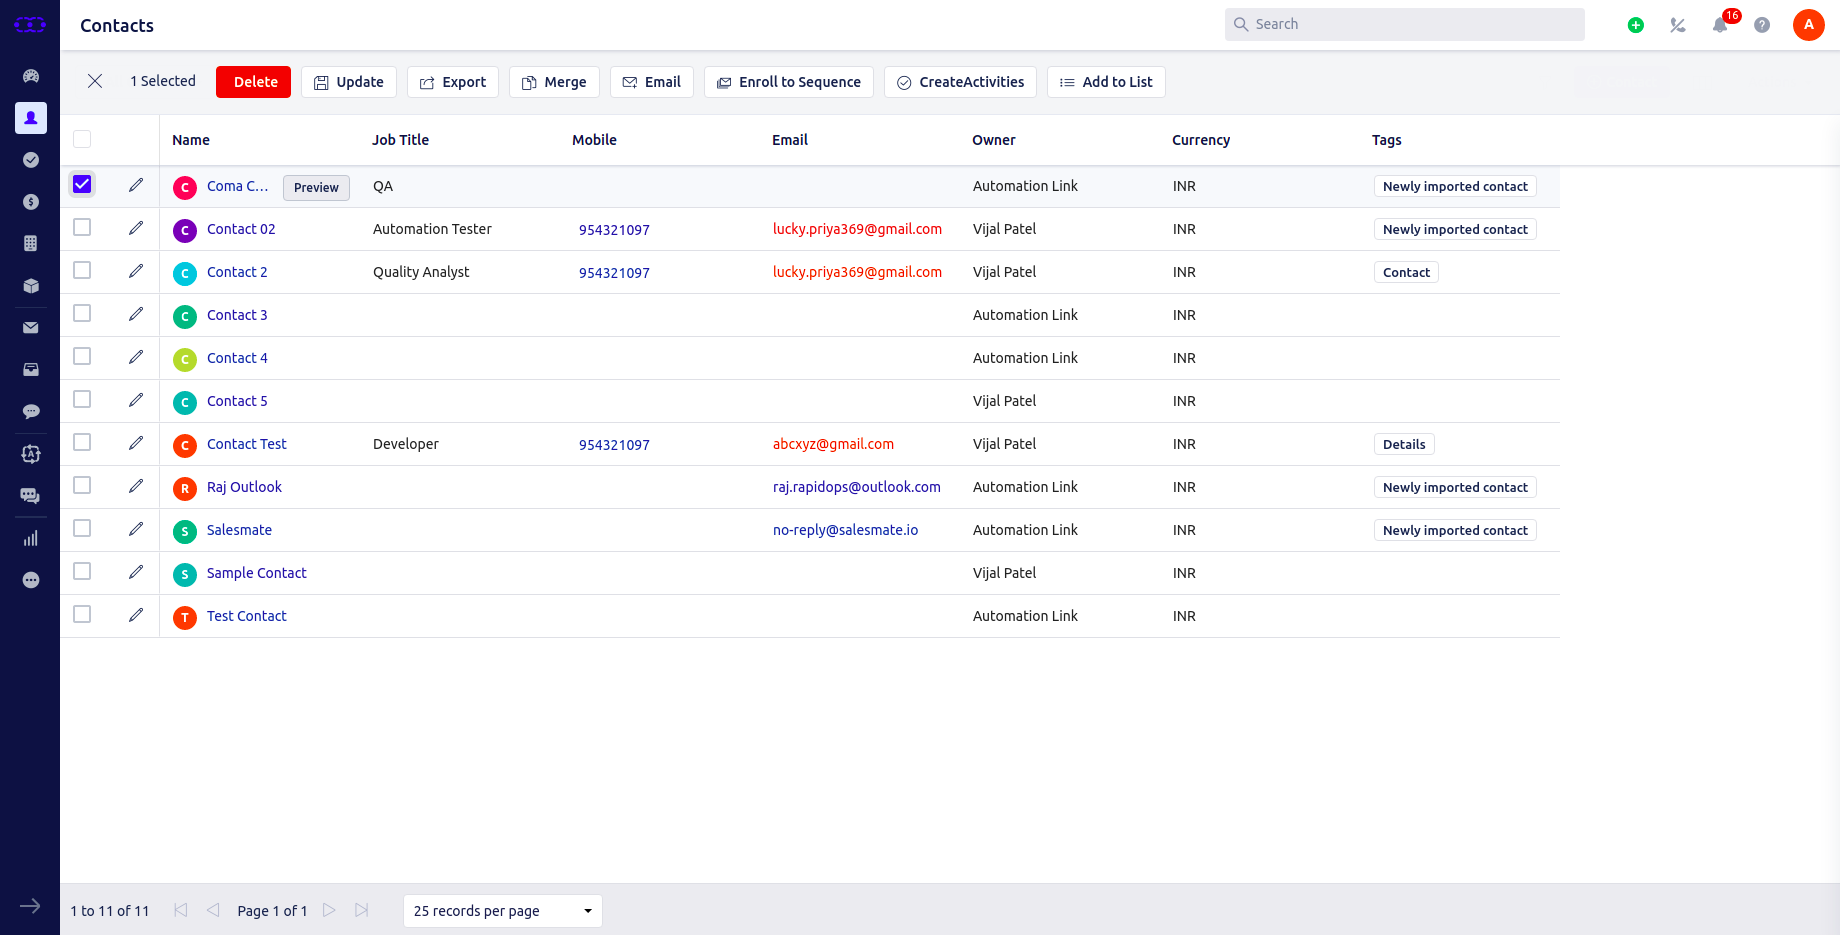 Contacts
Search
16
?
A
1 Selected
Delete
Update
Export
Merge
Email
Enroll to Sequence
CreateActivities
Add to List
Name Job Title Mobile Email Owner Currency Tags
C Coma C... Preview QA Automation Link INR Newly imported contact
C Contact 02 Automation Tester 954321097 lucky.priya369@gmail.com Vijal Patel INR Newly imported contact
C Contact 2 Quality Analyst 954321097 lucky.priya369@gmail.com Vijal Patel INR Contact
C Contact 3 Automation Link INR
C Contact 4 Automation Link INR
C Contact 5 Vijal Patel INR
C Contact Test Developer 954321097 abcxyz@gmail.com Vijal Patel INR Details
R Raj Outlook raj.rapidops@outlook.com Automation Link INR Newly imported contact
S Salesmate no-reply@salesmate.io Automation Link INR Newly imported contact
S Sample Contact Vijal Patel INR
T Test Contact Automation Link INR
1 to 11 of 11 Page 1 of 1 25 records per page